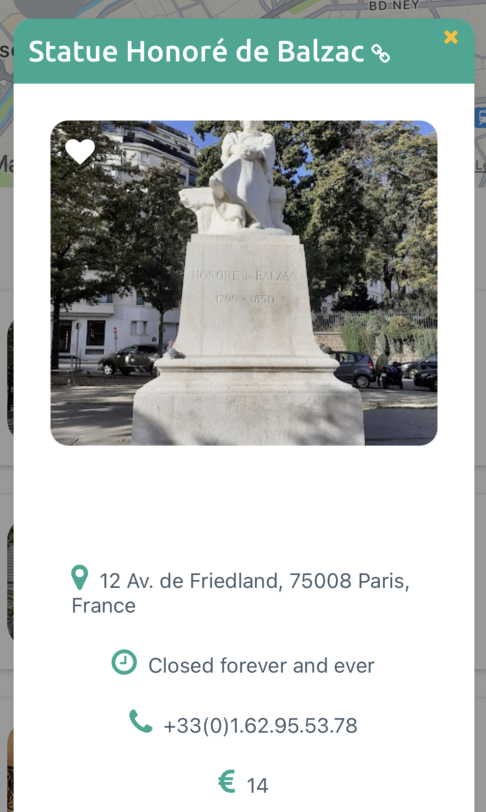 BD NEY
Statue Honoré de Balzac
HONORÉ DE BALZAC
1799 1850
12 Av. de Friedland, 75008 Paris,
France
Closed forever and ever
+33(0)1.62.95.53.78
€ 14